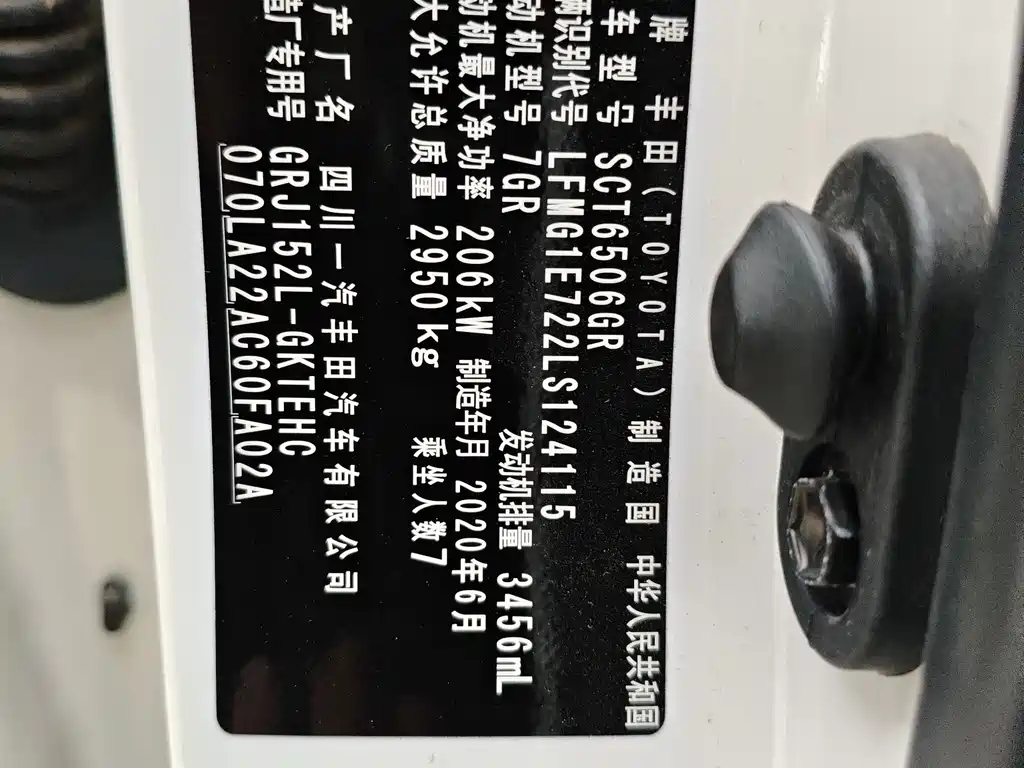 牌 丰田(TOYOTA) 制造国 中华人民共和国
车型号 SCT6506GR
辆识别代号 LFMG1E722LS124115
动机型号 7GR 发动机排量 3456mL
动机最大净功率 206kW 制造年月 2020年6月
大允许总质量 2950kg 乘坐人数7
产厂名 四川一汽丰田汽车有限公司
造厂专用号 GRJ152L-GKTEHC
070LA22AC60FA02A